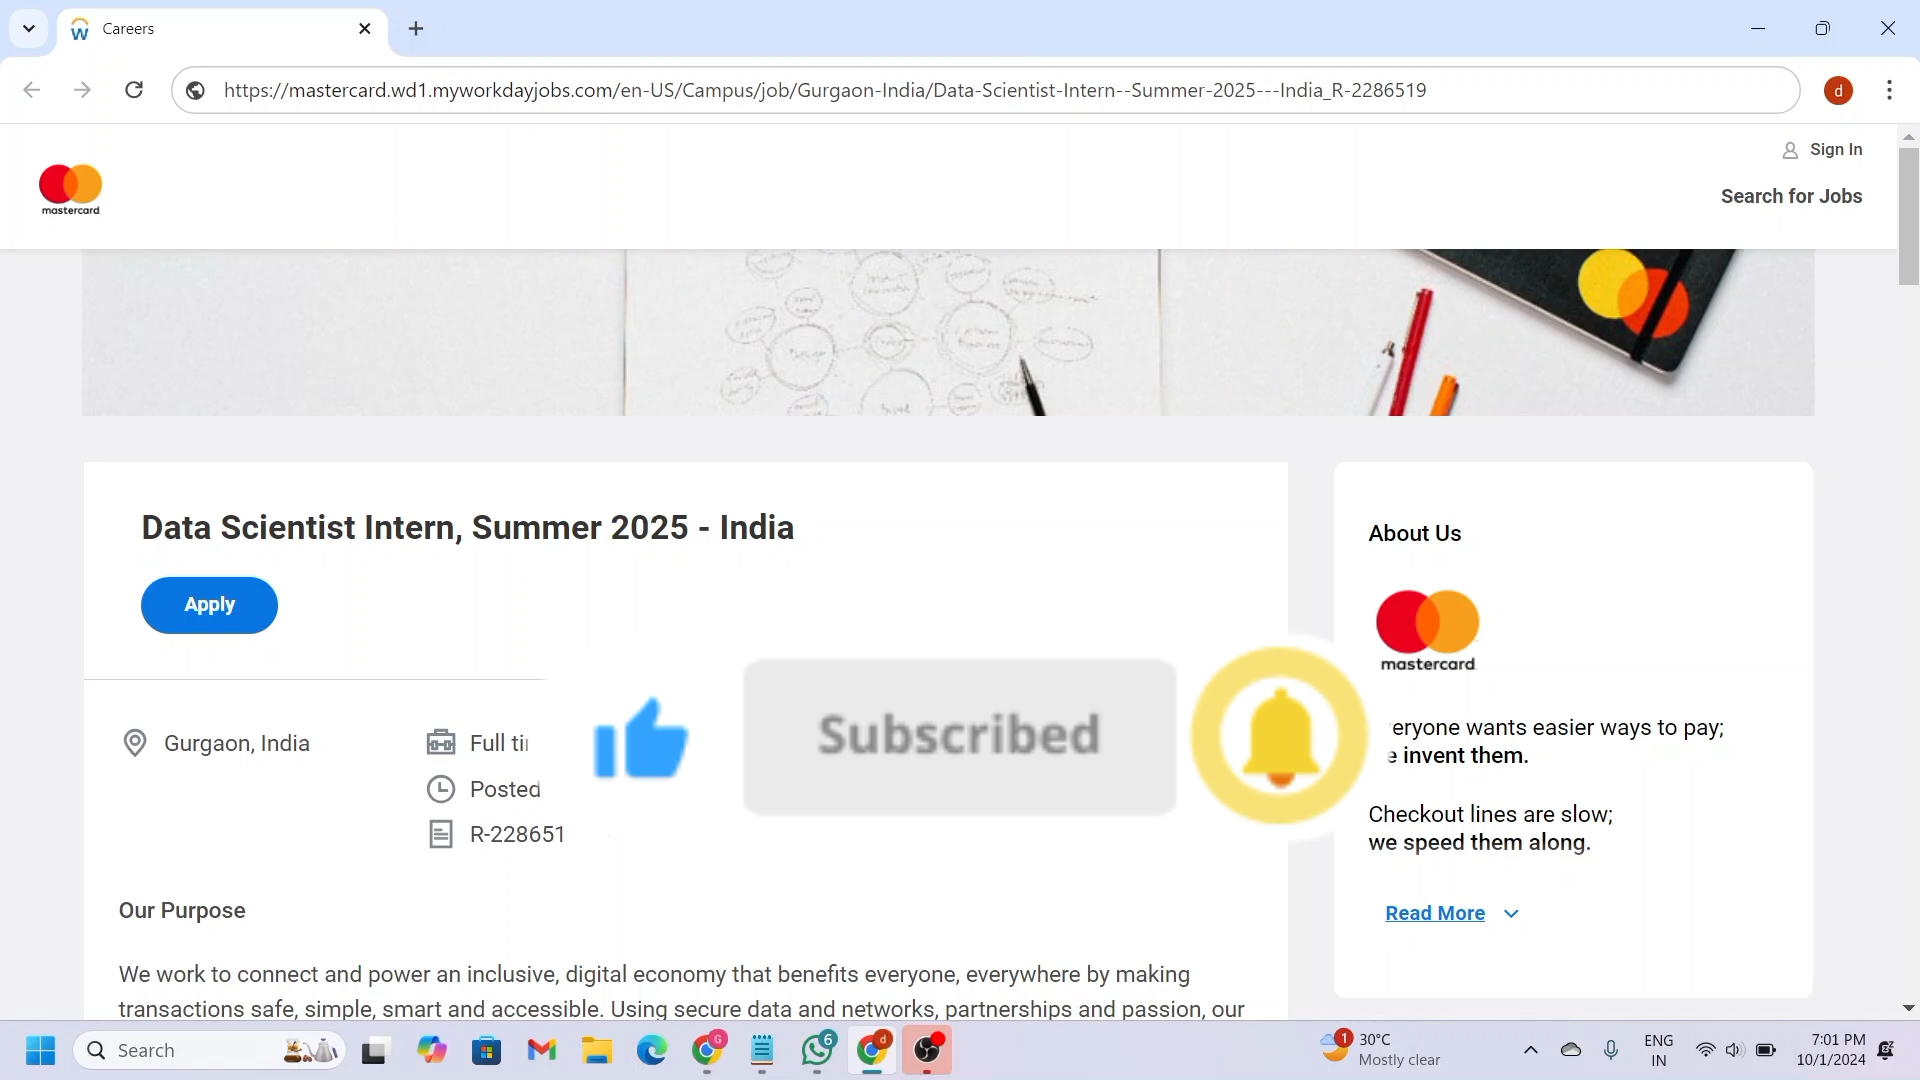 Careers
https://mastercard.wd1.myworkdayjobs.com/en-US/Campus/job/Gurgaon-India/Data-Scientist-Intern--Summer-2025---India_R-2286519
d
Sign In
mastercard
Search for Jobs
Data Scientist Intern, Summer 2025 - India
Apply
About Us
mastercard
Gurgaon, India
Full ti
Posted
R-228651
Subscribed
eryone wants easier ways to pay;
e invent them.
Checkout lines are slow;
we speed them along.
Read More
Our Purpose
We work to connect and power an inclusive, digital economy that benefits everyone, everywhere by making
transactions safe, simple, smart and accessible. Using secure data and networks, partnerships and passion, our
Search
G
6
d
1
30°C
Mostly clear
ENG
IN
7:01 PM
10/1/2024